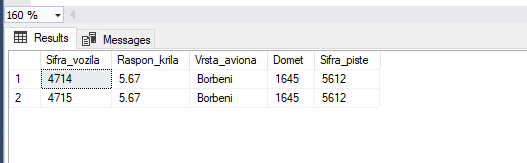 160 %
Results Messages
Sifra_vozila Raspon_krila Vrsta_aviona Domet Sifra_piste
1 4714 5.67 Borbeni 1645 5612
2 4715 5.67 Borbeni 1645 5612